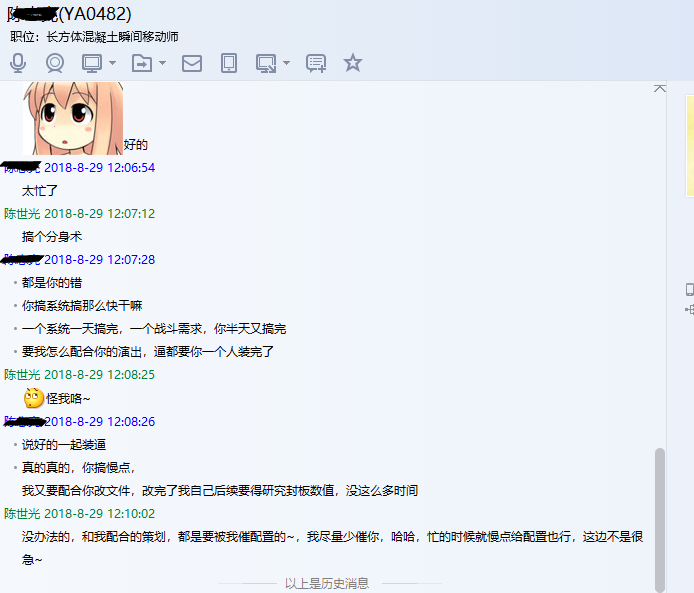 (YA0482)
职位：长方体混凝土瞬间移动师
好的
2018-8-29 12:06:54
太忙了
陈世光 2018-8-29 12:07:12
搞个分身术
2018-8-29 12:07:28
• 都是你的错
• 你搞系统搞那么快干嘛
• 一个系统一天搞完，一个战斗需求，你半天又搞完
• 要我怎么配合你的演出，逼都要你一个人装完了
陈世光 2018-8-29 12:08:25
怪我咯~
2018-8-29 12:08:26
• 说好的一起装逼
• 真的真的，你搞慢点，
我又要配合你改文件，改完了我自己后续要得研究封板数值，没这么多时间
陈世光 2018-8-29 12:10:02
没办法的，和我配合的策划，都是要被我催配置的~，我尽量少催你，哈哈，忙的时候就慢点给配置也行，这边不是很
急~
以上是历史消息